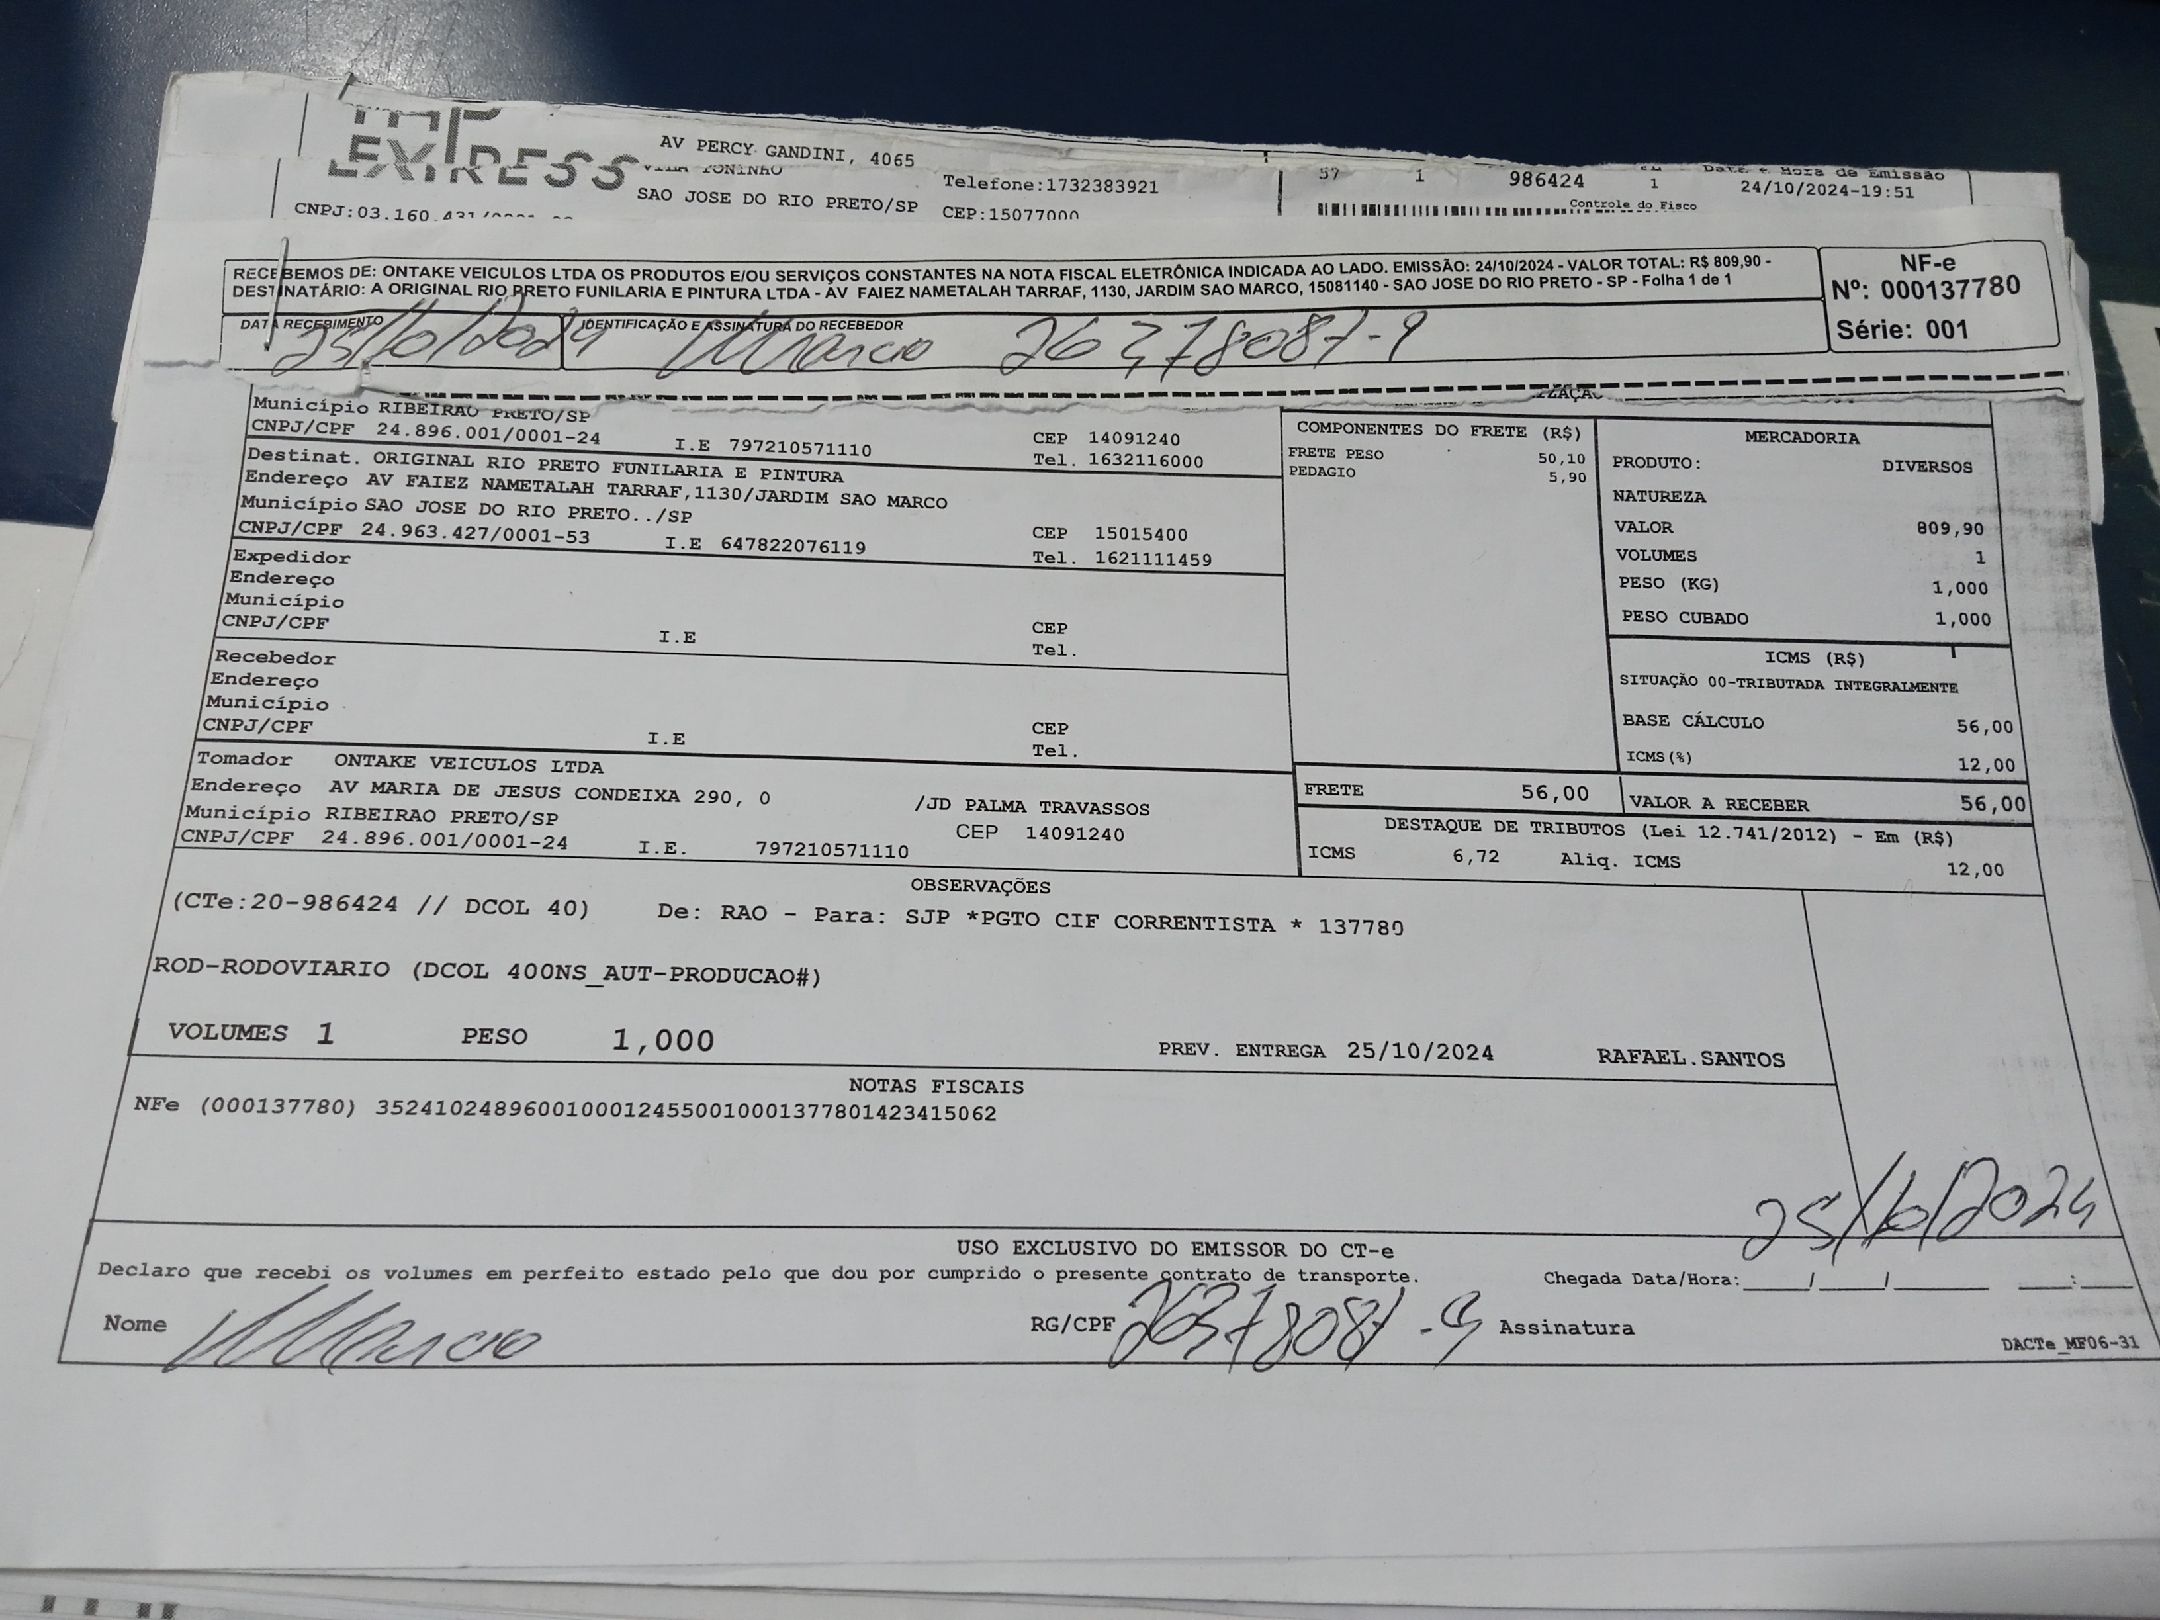 EXPRESS
AV PERCY GANDINI, 4065
SAO JOSE DO RIO PRETO/SP
Telefone:1732383921
CEP:15077000
CNPJ:03.160.431/
57 1 986424 1
Data e Hora de Emissão
24/10/2024-19:51
Controle do Fisco
RECEBEMOS DE: ONTAKE VEICULOS LTDA OS PRODUTOS E/OU SERVIÇOS CONSTANTES NA NOTA FISCAL ELETRÔNICA INDICADA AO LADO. EMISSÃO: 24/10/2024 - VALOR TOTAL: R$ 809,90 -
DESTINATÁRIO: A ORIGINAL RIO PRETO FUNILARIA E PINTURA LTDA - AV FAIEZ NAMETALAH TARRAF, 1130, JARDIM SAO MARCO, 15081140 - SAO JOSE DO RIO PRETO - SP - Folha 1 de 1
NF-e
Nº: 000137780
Série: 001
DATA RECEBIMENTO
25/10/2024
IDENTIFICAÇÃO E ASSINATURA DO RECEBEDOR
Marcio 26378087-9
Município RIBEIRAO PRETO/SP
CNPJ/CPF 24.896.001/0001-24 I.E 797210571110
CEP 14091240
Tel. 1632116000
Destinat. ORIGINAL RIO PRETO FUNILARIA E PINTURA
Endereço AV FAIEZ NAMETALAH TARRAF,1130/JARDIM SAO MARCO
Município SAO JOSE DO RIO PRETO../SP
CNPJ/CPF 24.963.427/0001-53 I.E 647822076119
CEP 15015400
Tel. 1621111459
Expedidor
Endereço
Município
CNPJ/CPF I.E
CEP
Tel.
Recebedor
Endereço
Município
CNPJ/CPF I.E
CEP
Tel.
Tomador ONTAKE VEICULOS LTDA
Endereço AV MARIA DE JESUS CONDEIXA 290, 0 /JD PALMA TRAVASSOS
Município RIBEIRAO PRETO/SP CEP 14091240
CNPJ/CPF 24.896.001/0001-24 I.E. 797210571110
COMPONENTES DO FRETE (R$)
FRETE PESO 50,10
PEDAGIO 5,90
MERCADORIA
PRODUTO: DIVERSOS
NATUREZA
VALOR 809,90
VOLUMES 1
PESO (KG) 1,000
PESO CUBADO 1,000
ICMS (R$)
SITUAÇÃO 00-TRIBUTADA INTEGRALMENTE
BASE CÁLCULO 56,00
ICMS(%) 12,00
FRETE 56,00
VALOR A RECEBER 56,00
DESTAQUE DE TRIBUTOS (Lei 12.741/2012) - Em (R$)
ICMS 6,72 Aliq. ICMS 12,00
OBSERVAÇÕES
(CTe:20-986424 // DCOL 40) De: RAO - Para: SJP *PGTO CIF CORRENTISTA * 137780
ROD-RODOVIARIO (DCOL 400NS_AUT-PRODUCAO#)
VOLUMES 1 PESO 1,000
PREV. ENTREGA 25/10/2024 RAFAEL.SANTOS
NOTAS FISCAIS
NFe (000137780) 35241024896001000124550010001377801423415062
25/10/2024
USO EXCLUSIVO DO EMISSOR DO CT-e
Declaro que recebi os volumes em perfeito estado pelo que dou por cumprido o presente contrato de transporte.
Chegada Data/Hora: ____/____/______ ___:___
Nome Marcio
RG/CPF 26378087-9
Assinatura
DACTe_MF06-31